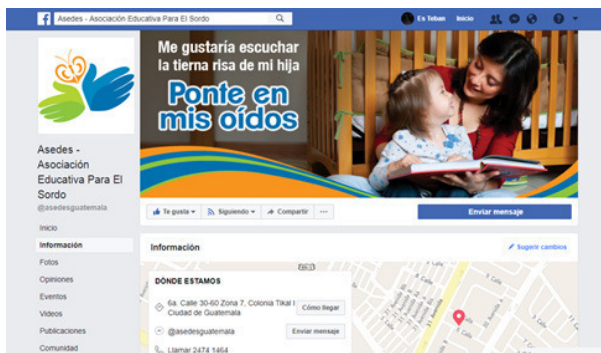 Asedes - Asociación Educativa Para El Sordo
Es Teban
Inicio
Me gustaría escuchar
la tierna risa de mi hija
Ponte en
mis oídos
Asedes -
Asociación
Educativa Para El
Sordo
@asedesguatemala
Te gusta
Siguiendo
Compartir
Enviar mensaje
Inicio
Información
Fotos
Opiniones
Eventos
Videos
Publicaciones
Comunidad
Información
Sugerir cambios
DÓNDE ESTAMOS
6a. Calle 30-60 Zona 7, Colonia Tikal I
Ciudad de Guatemala
Cómo llegar
@asedesguatemala
Enviar mensaje
Llamar 2474 1464